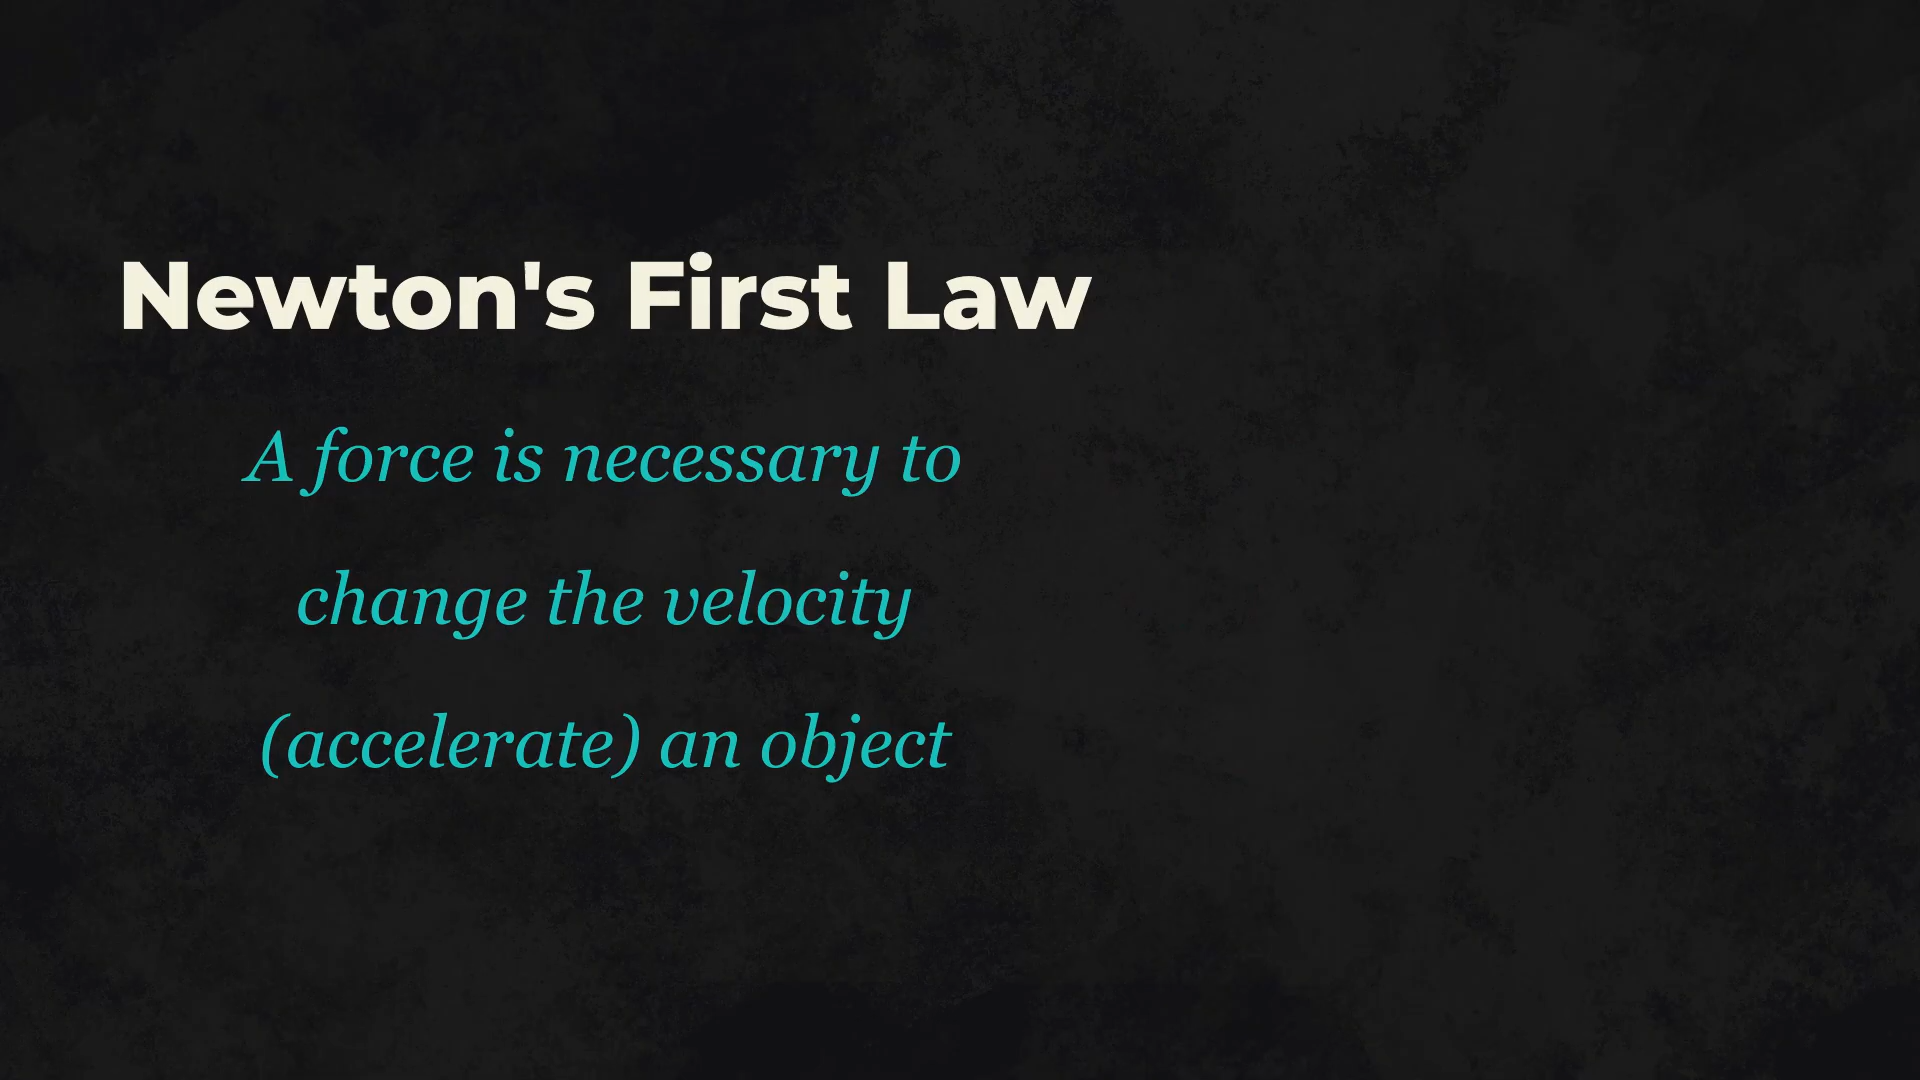 Newton's First Law
A force is necessary to
change the velocity
(accelerate) an object